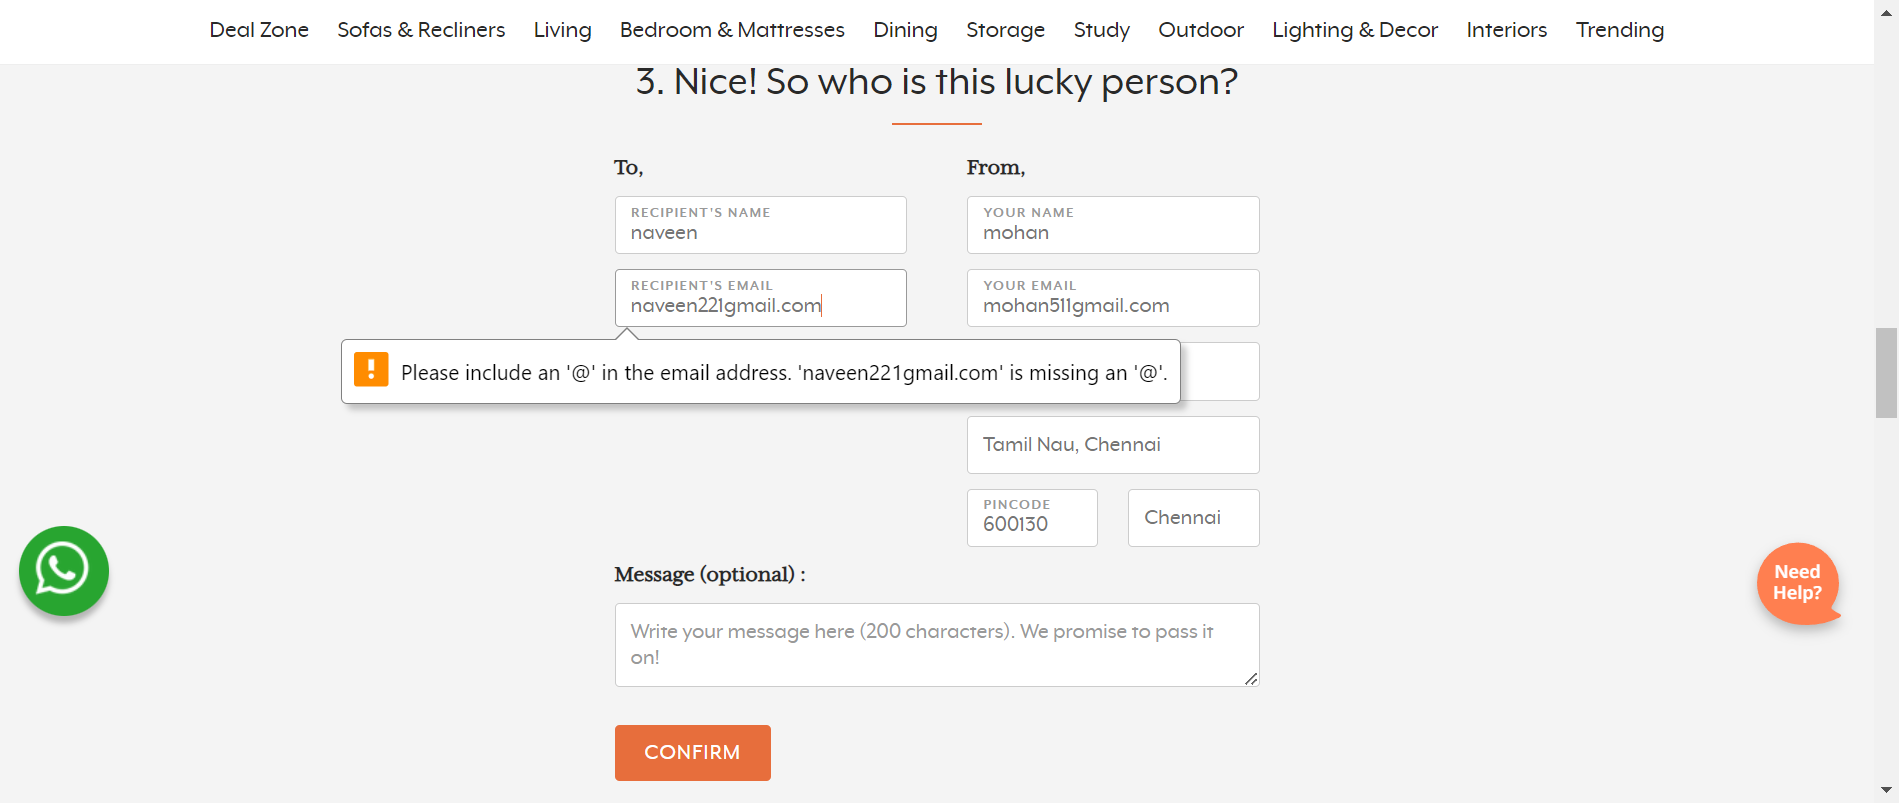 Deal Zone Sofas & Recliners Living Bedroom & Mattresses Dining Storage Study Outdoor Lighting & Decor Interiors Trending
3. Nice! So who is this lucky person?
To,
RECIPIENT'S NAME
naveen
RECIPIENT'S EMAIL
naveen221gmail.com
Please include an '@' in the email address. 'naveen221gmail.com' is missing an '@'.
From,
YOUR NAME
mohan
YOUR EMAIL
mohan511gmail.com
Tamil Nau, Chennai
PINCODE
600130
Chennai
Message (optional) :
Write your message here (200 characters). We promise to pass it
on!
CONFIRM
Need
Help?